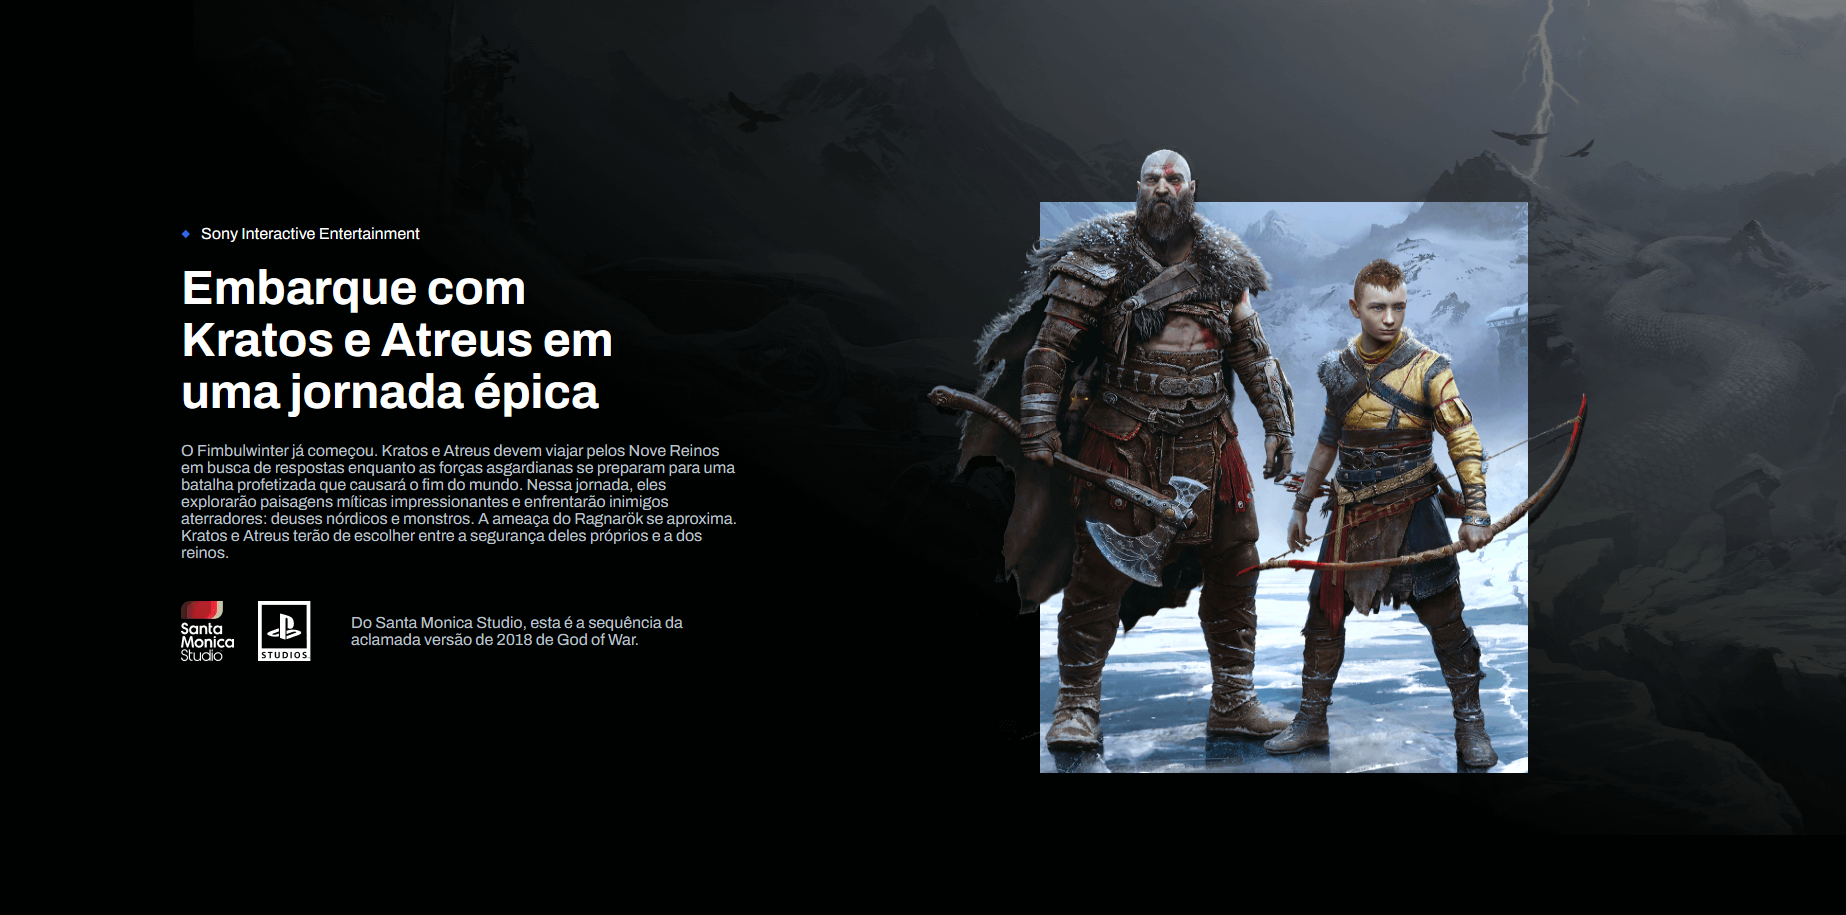 Sony Interactive Entertainment
Embarque com
Kratos e Atreus em
uma jornada épica
O Fimbulwinter já começou. Kratos e Atreus devem viajar pelos Nove Reinos
em busca de respostas enquanto as forças asgardianas se preparam para uma
batalha profetizada que causará o fim do mundo. Nessa jornada, eles
explorarão paisagens míticas impressionantes e enfrentarão inimigos
aterradores: deuses nórdicos e monstros. A ameaça do Ragnarök se aproxima.
Kratos e Atreus terão de escolher entre a segurança deles próprios e a dos
reinos.
Santa
Monica
Studio
STUDIOS
Do Santa Monica Studio, esta é a sequência da
aclamada versão de 2018 de God of War.